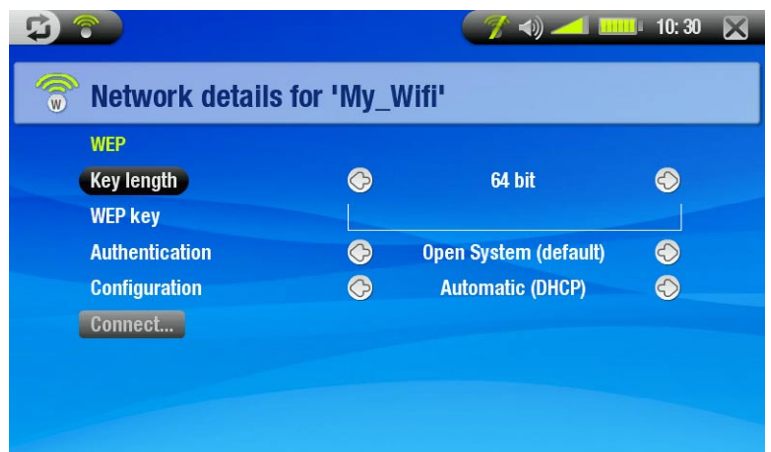 10:30
W
Network details for 'My_Wifi'
WEP
Key length 64 bit
WEP key
Authentication Open System (default)
Configuration Automatic (DHCP)
Connect...